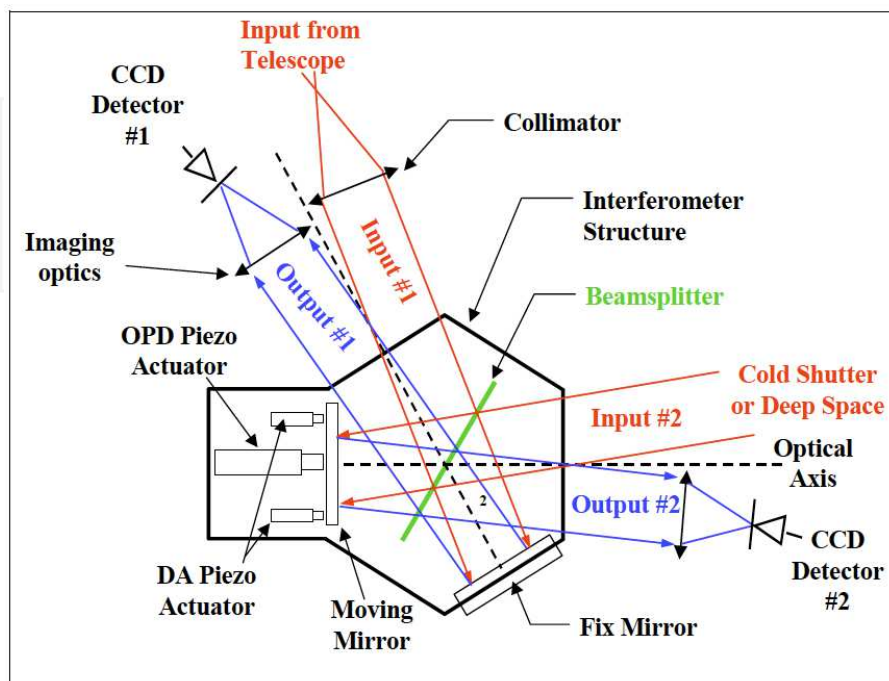 Input from
Telescope
CCD
Detector
#1
Collimator
Interferometer
Structure
Imaging
optics
Input #1
Output #1
Beamsplitter
OPD Piezo
Actuator
Cold Shutter
or Deep Space
Input #2
Optical
Axis
Output #2
2
DA Piezo
Actuator
Moving
Mirror
Fix Mirror
CCD
Detector
#2